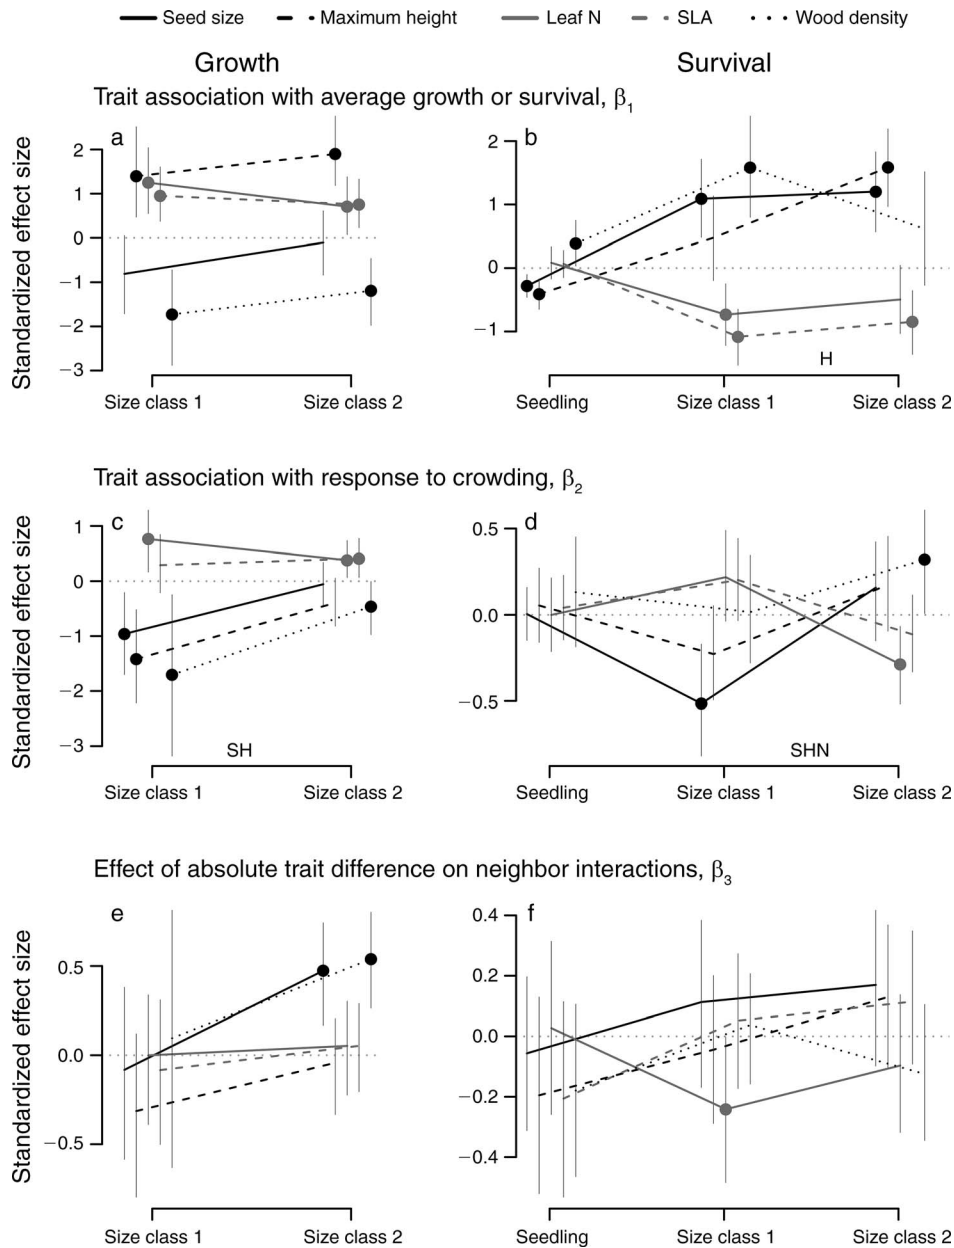 Seed size Maximum height Leaf N SLA Wood density
Growth Survival
Trait association with average growth or survival, β1
a
Standardized effect size
2
1
0
−1
−2
−3
Size class 1 Size class 2
b
2
1
0
−1
H
Seedling Size class 1 Size class 2
Trait association with response to crowding, β2
c
Standardized effect size
1
0
−1
−2
−3
SH
Size class 1 Size class 2
d
0.5
0.0
−0.5
SHN
Seedling Size class 1 Size class 2
Effect of absolute trait difference on neighbor interactions, β3
e
Standardized effect size
0.5
0.0
−0.5
Size class 1 Size class 2
f
0.4
0.2
0.0
−0.2
−0.4
Seedling Size class 1 Size class 2